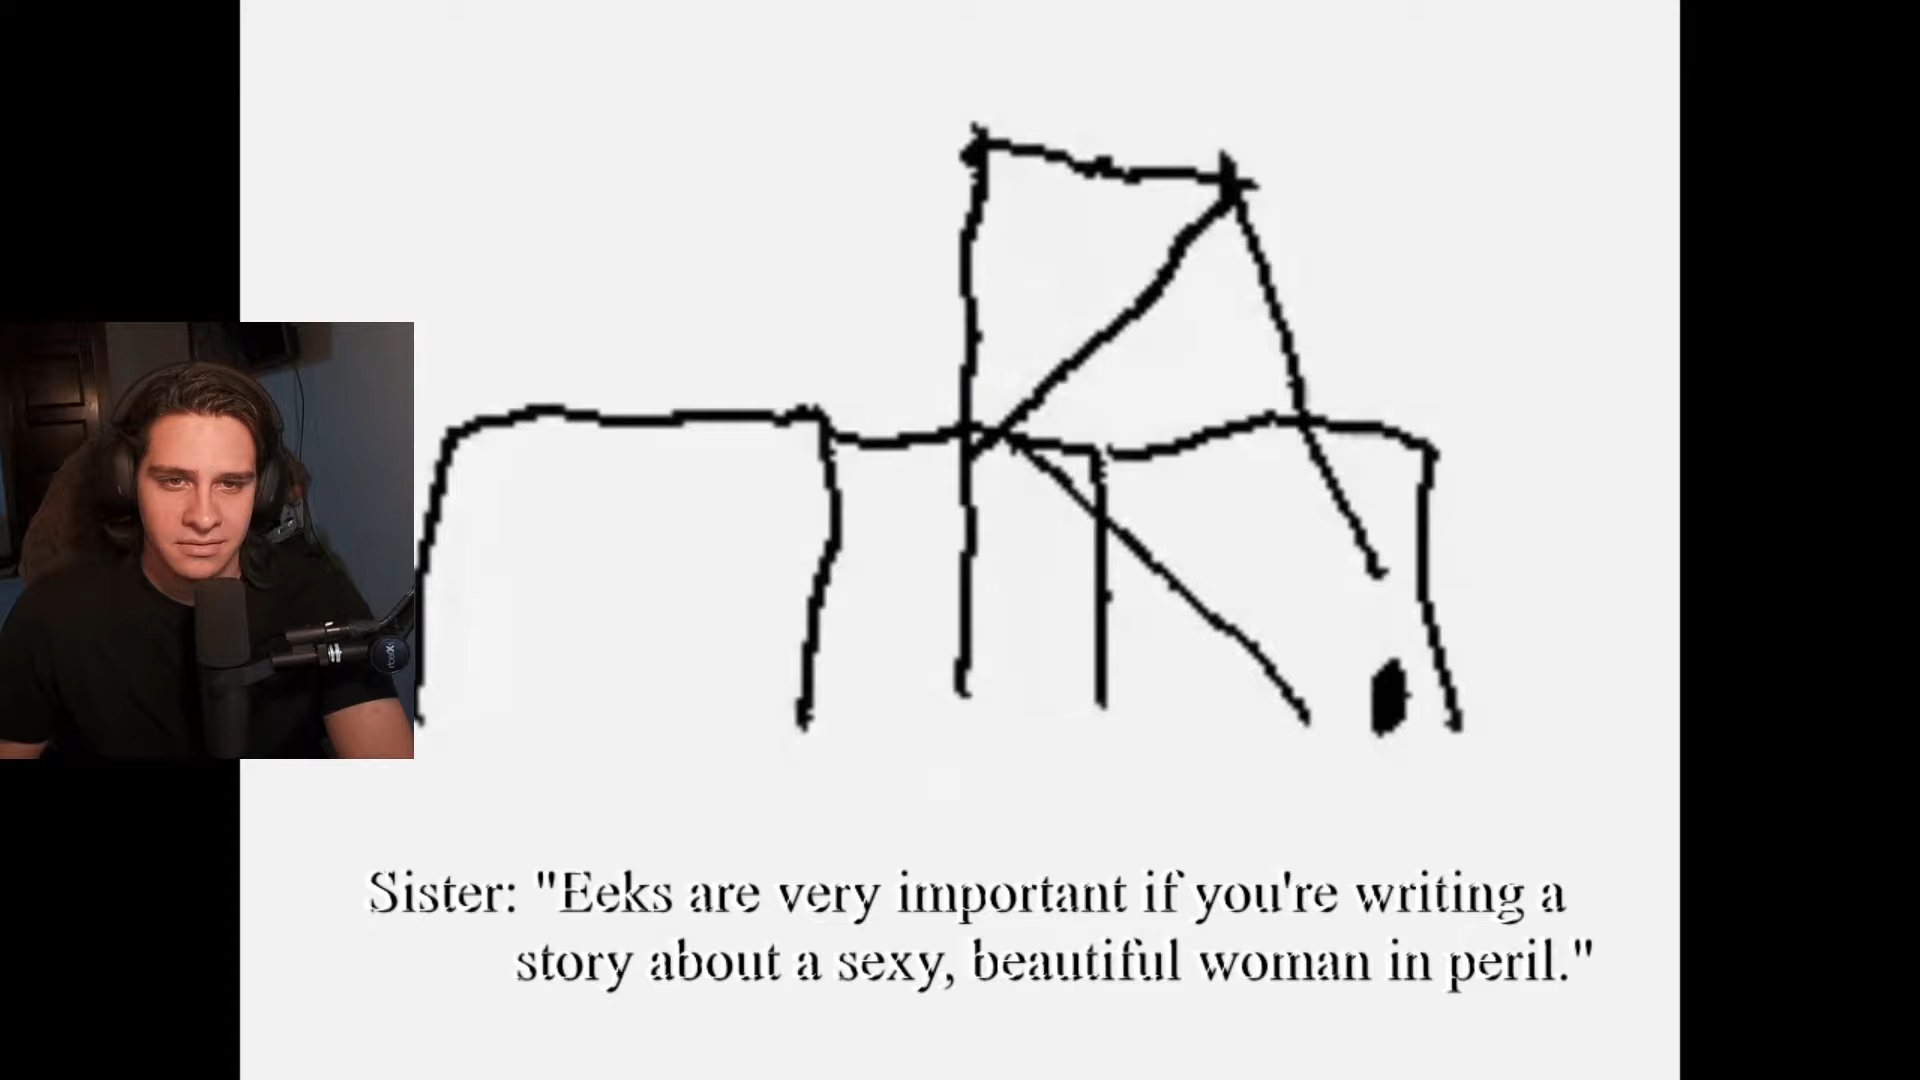 Sister: "Eeks are very important if you're writing a
story about a sexy, beautiful woman in peril."